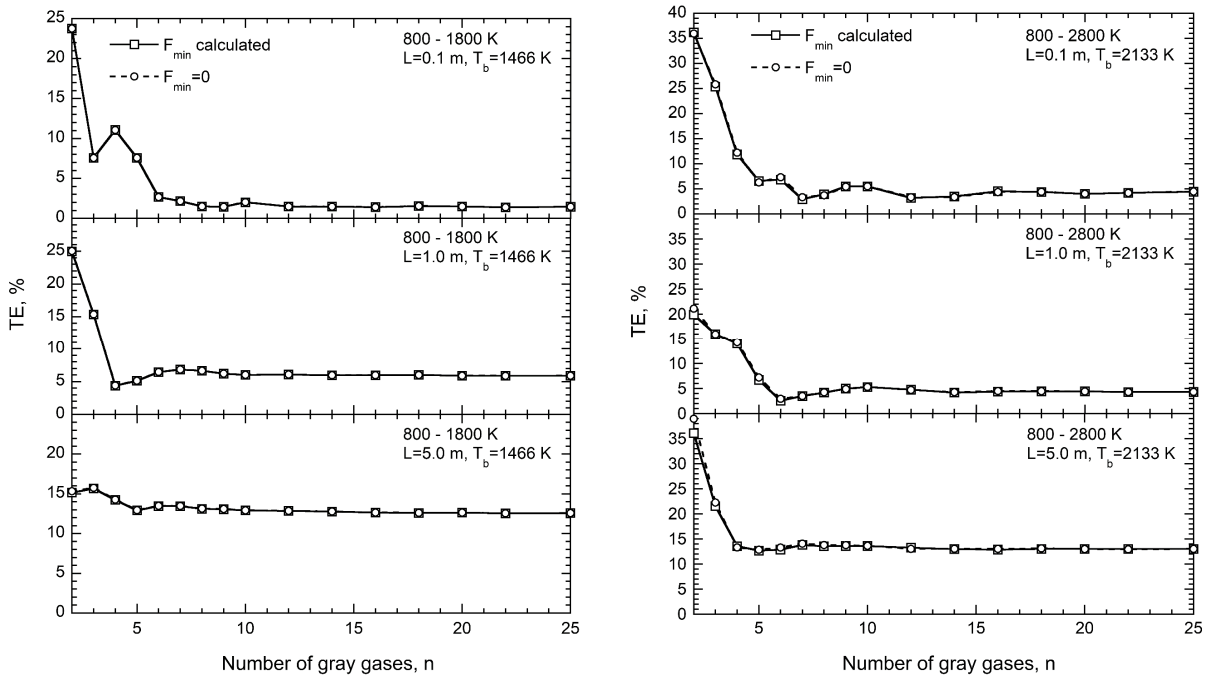 25
20
15
10
5
0
F_min calculated
F_min=0
800 - 1800 K
L=0.1 m, T_b=1466 K
25
20
15
10
5
0
800 - 1800 K
L=1.0 m, T_b=1466 K
20
15
10
5
0
800 - 1800 K
L=5.0 m, T_b=1466 K
TE, %
5 10 15 20 25
Number of gray gases, n
40
35
30
25
20
15
10
5
0
F_min calculated
F_min=0
800 - 2800 K
L=0.1 m, T_b=2133 K
35
30
25
20
15
10
5
0
800 - 2800 K
L=1.0 m, T_b=2133 K
35
30
25
20
15
10
5
0
800 - 2800 K
L=5.0 m, T_b=2133 K
TE, %
5 10 15 20 25
Number of gray gases, n